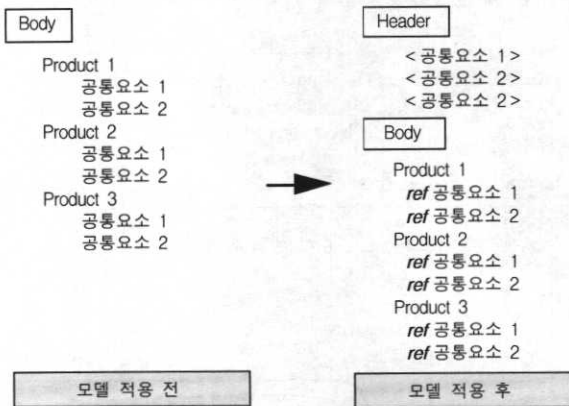 Body
Product 1
공통요소 1
공통요소 2
Product 2
공통요소 1
공통요소 2
Product 3
공통요소 1
공통요소 2
모델 적용 전
Header
<공통요소 1>
<공통요소 2>
<공통요소 2>
Body
Product 1
ref 공통요소 1
ref 공통요소 2
Product 2
ref 공통요소 1
ref 공통요소 2
Product 3
ref 공통요소 1
ref 공통요소 2
모델 적용 후